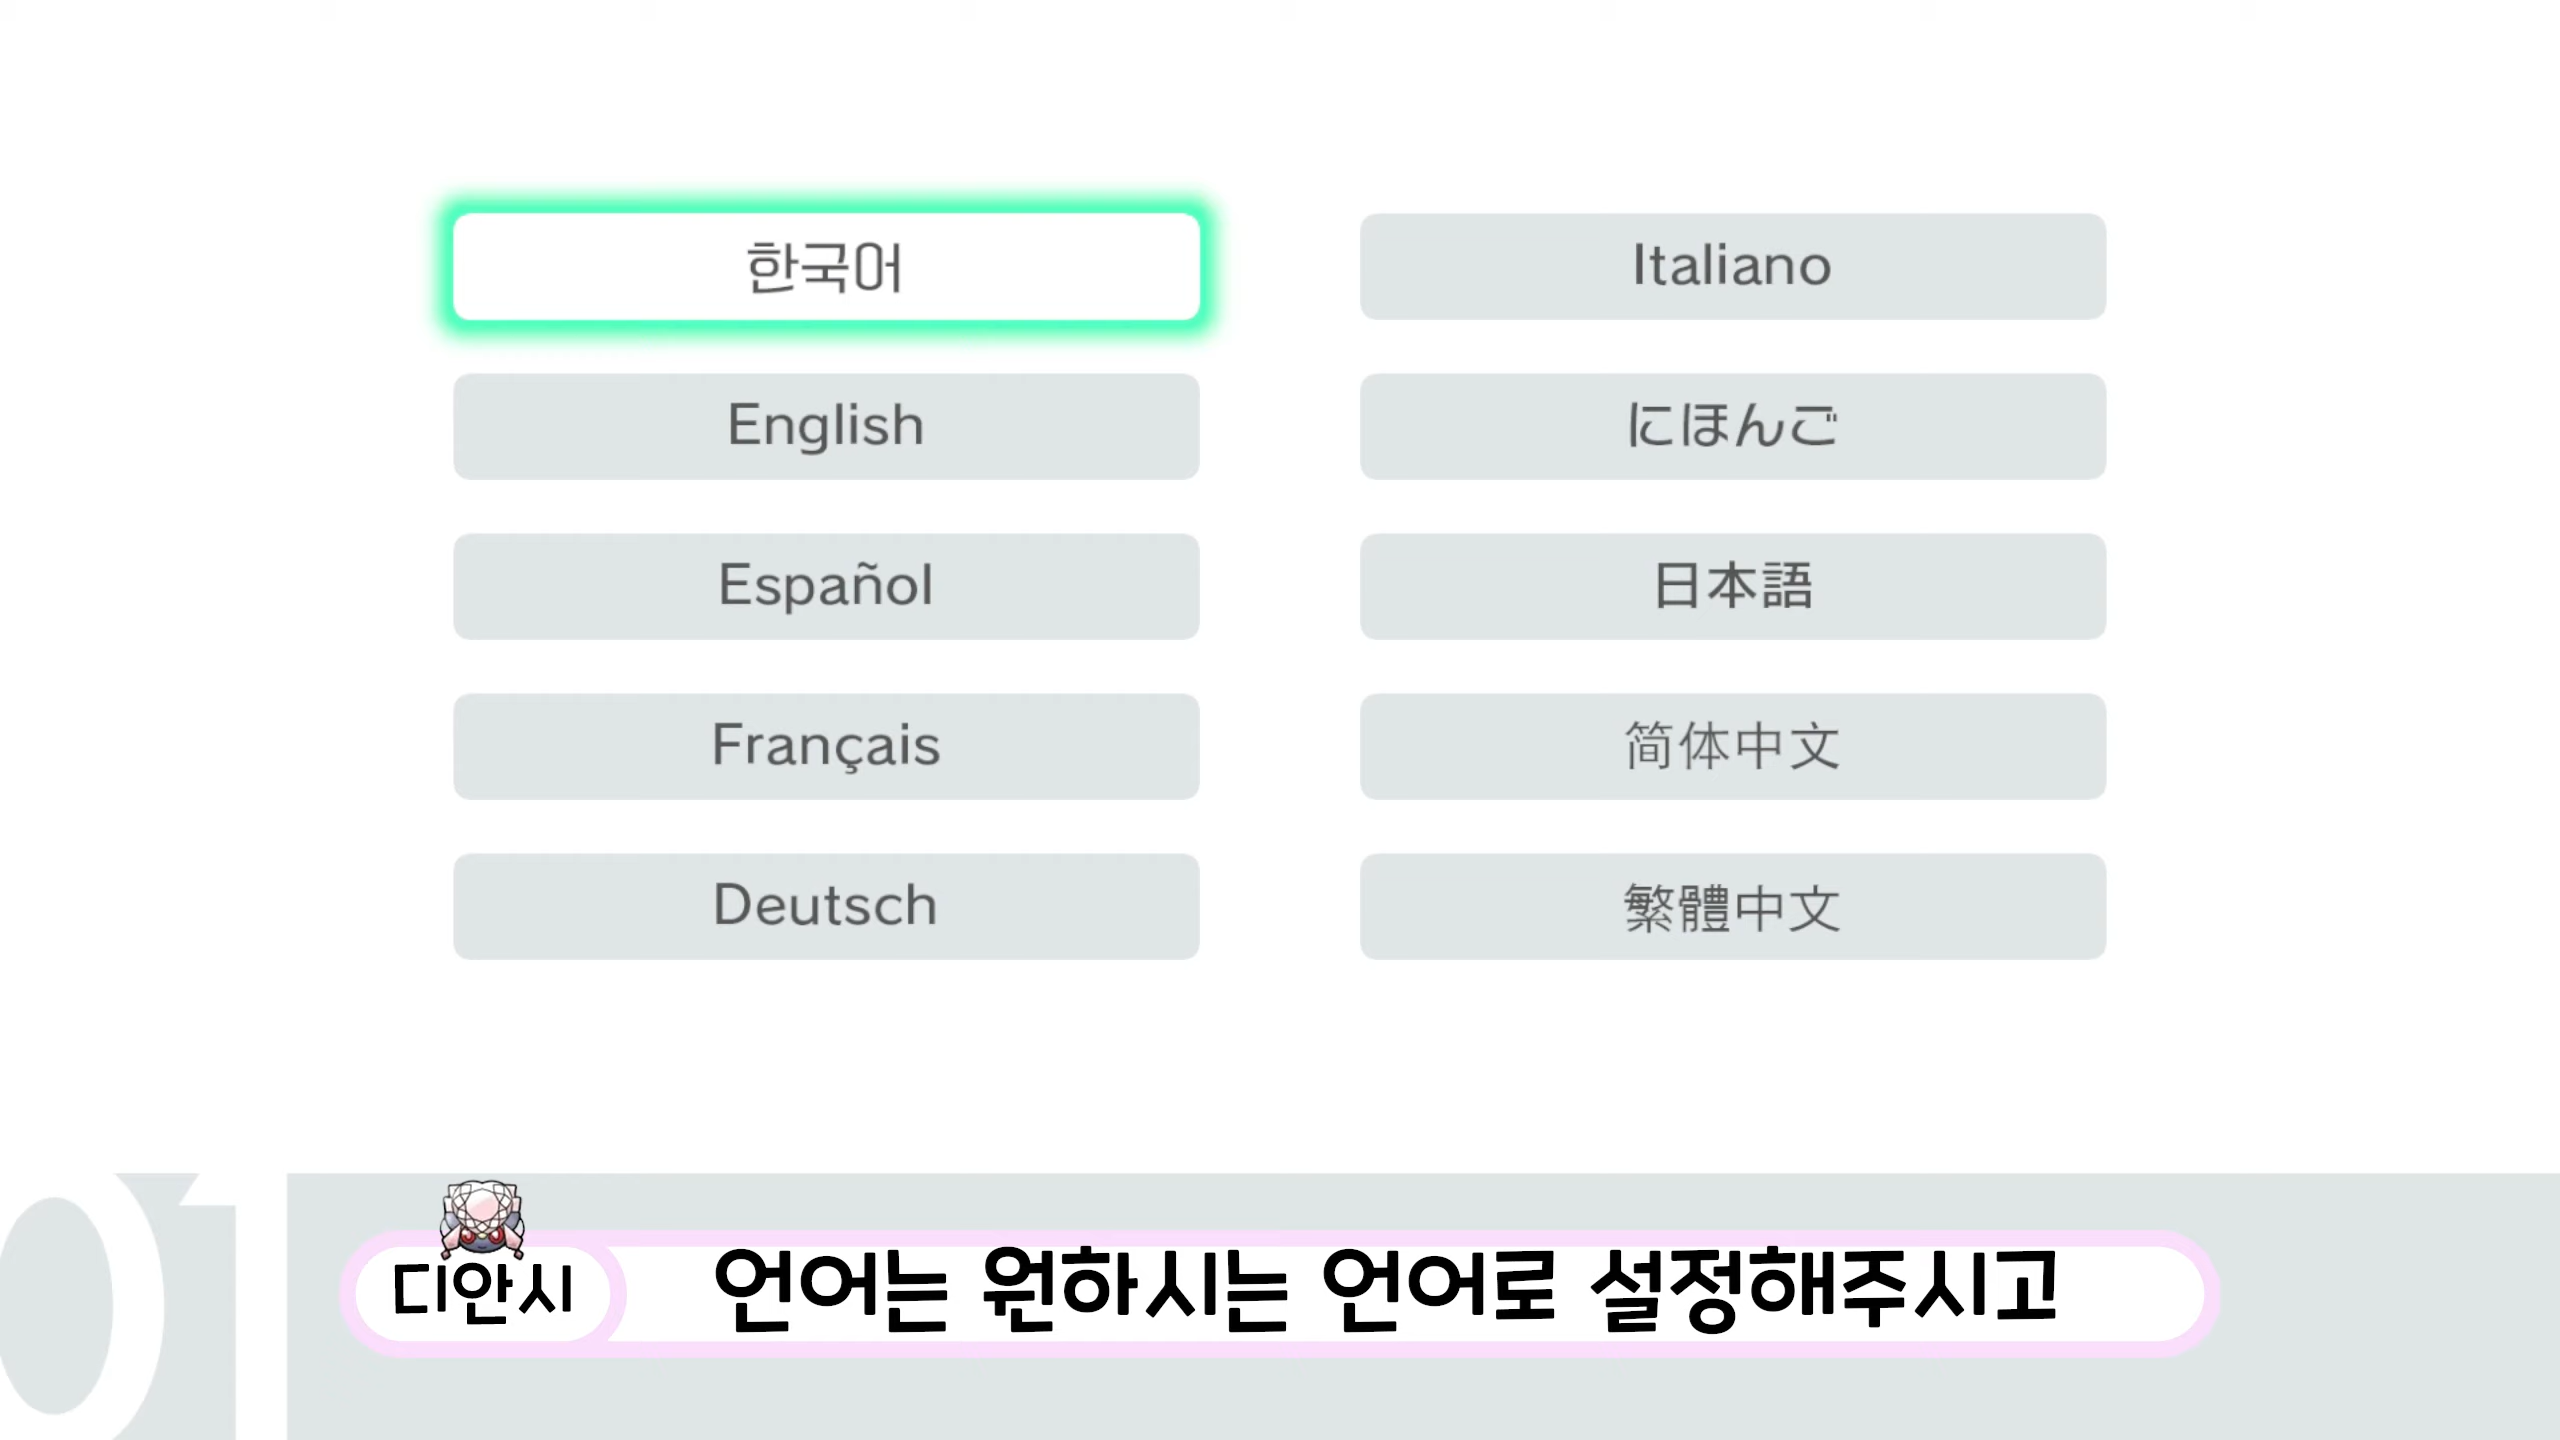 한국어
English
Español
Français
Deutsch
Italiano
にほんご
日本語
简体中文
繁體中文
01
디안시
언어는 원하시는 언어로 설정해주시고